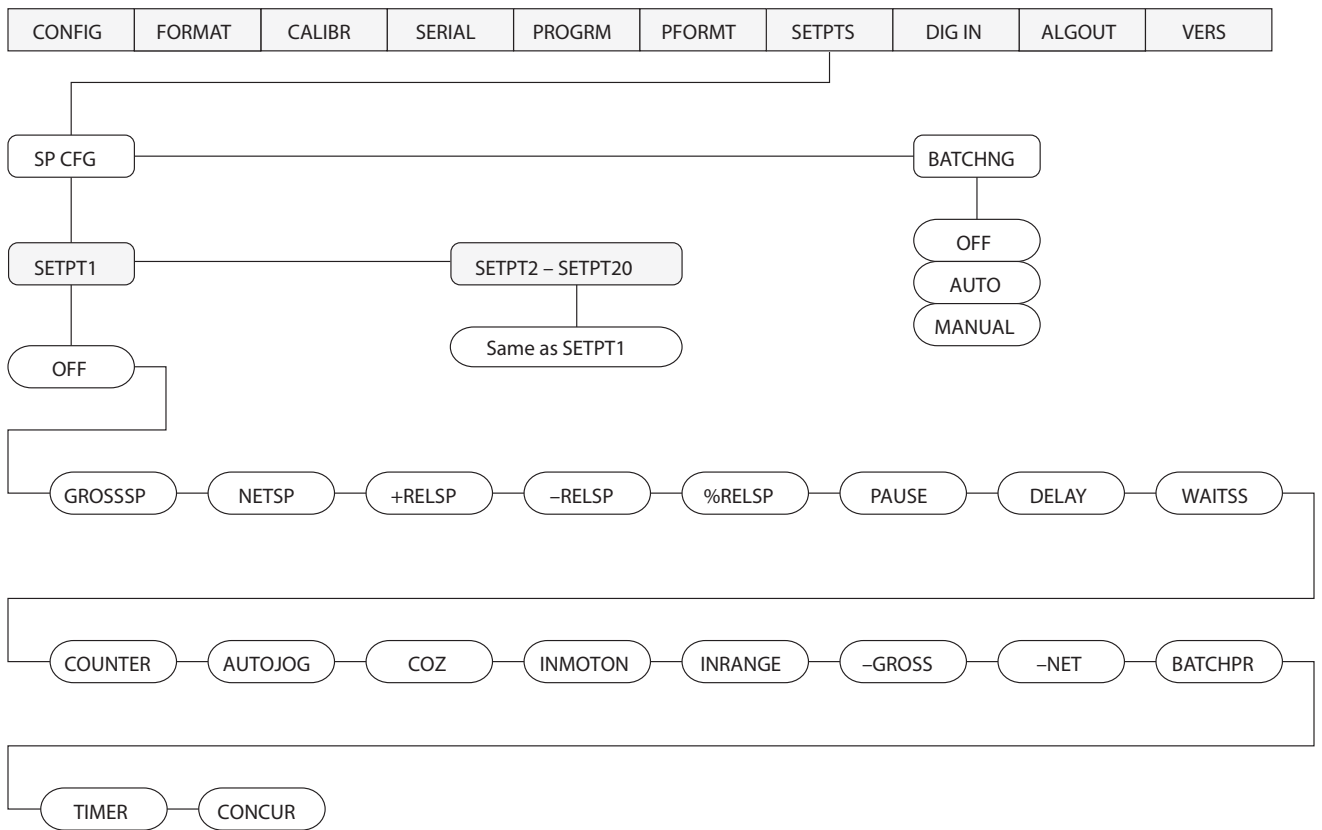 CONFIG FORMAT CALIBR SERIAL PROGRM PFORMT SETPTS DIG IN ALGOUT VERS
SP CFG BATCHNG
OFF
SETPT1 SETPT2 – SETPT20
AUTO
MANUAL
Same as SETPT1
OFF
GROSSSP NETSP +RELSP –RELSP %RELSP PAUSE DELAY WAITSS
COUNTER AUTOJOG COZ INMOTON INRANGE –GROSS –NET BATCHPR
TIMER CONCUR